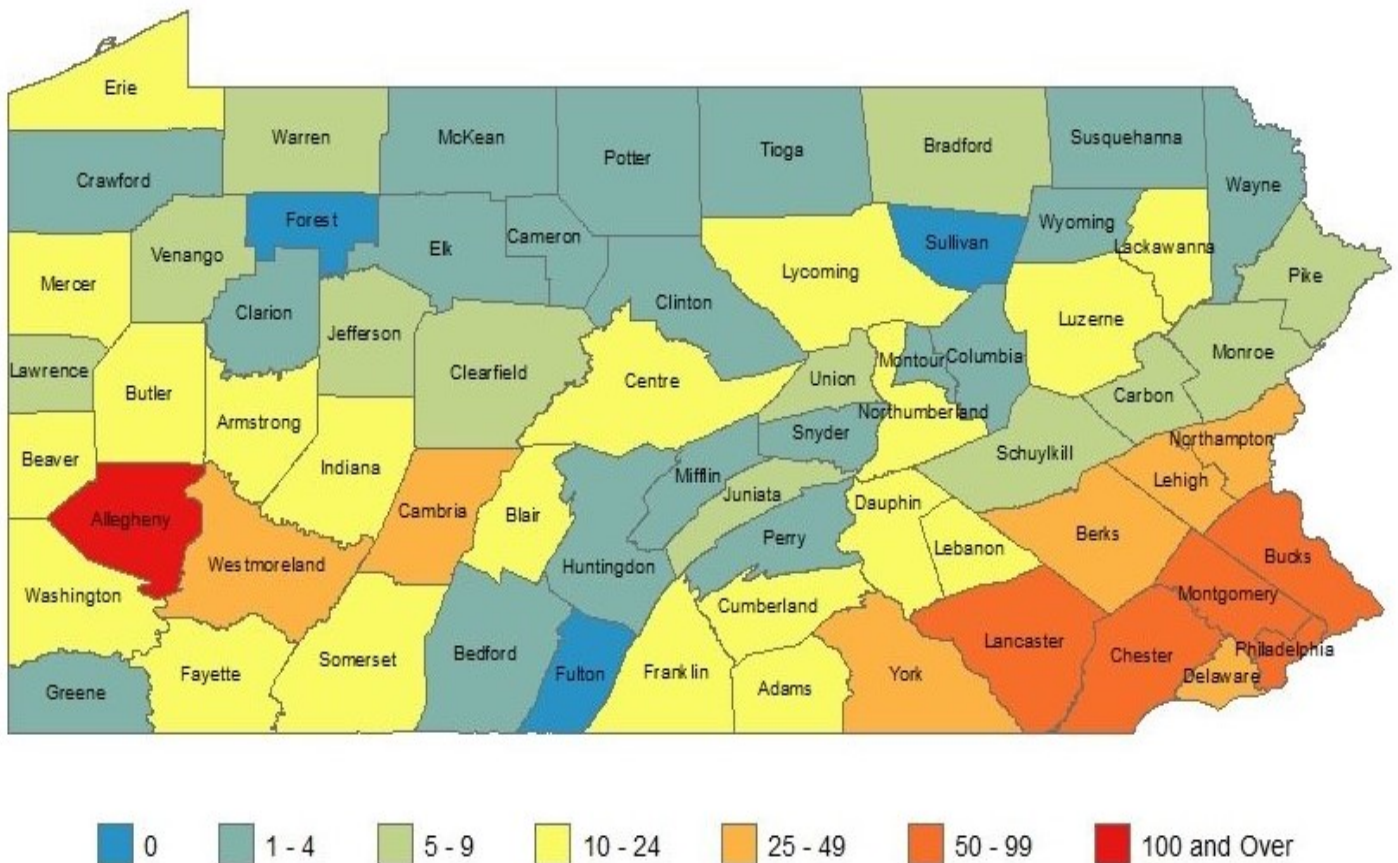 Erie
Warren
McKean
Potter
Tioga
Bradford
Susquehanna
Wayne
Crawford
Forest
Elk
Cameron
Sullivan
Wyoming
Lackawanna
Venango
Mercer
Lycoming
Pike
Clarion
Clinton
Luzerne
Jefferson
Lawrence
Butler
Clearfield
Centre
Union
Montour
Columbia
Monroe
Carbon
Armstrong
Northumberland
Snyder
Northampton
Beaver
Indiana
Mifflin
Juniata
Schuylkill
Lehigh
Allegheny
Cambria
Blair
Dauphin
Perry
Lebanon
Berks
Bucks
Westmoreland
Huntingdon
Washington
Cumberland
Montgomery
Lancaster
Chester
Philadelphia
Delaware
Greene
Fayette
Somerset
Bedford
Fulton
Franklin
Adams
York
0 1 - 4 5 - 9 10 - 24 25 - 49 50 - 99 100 and Over